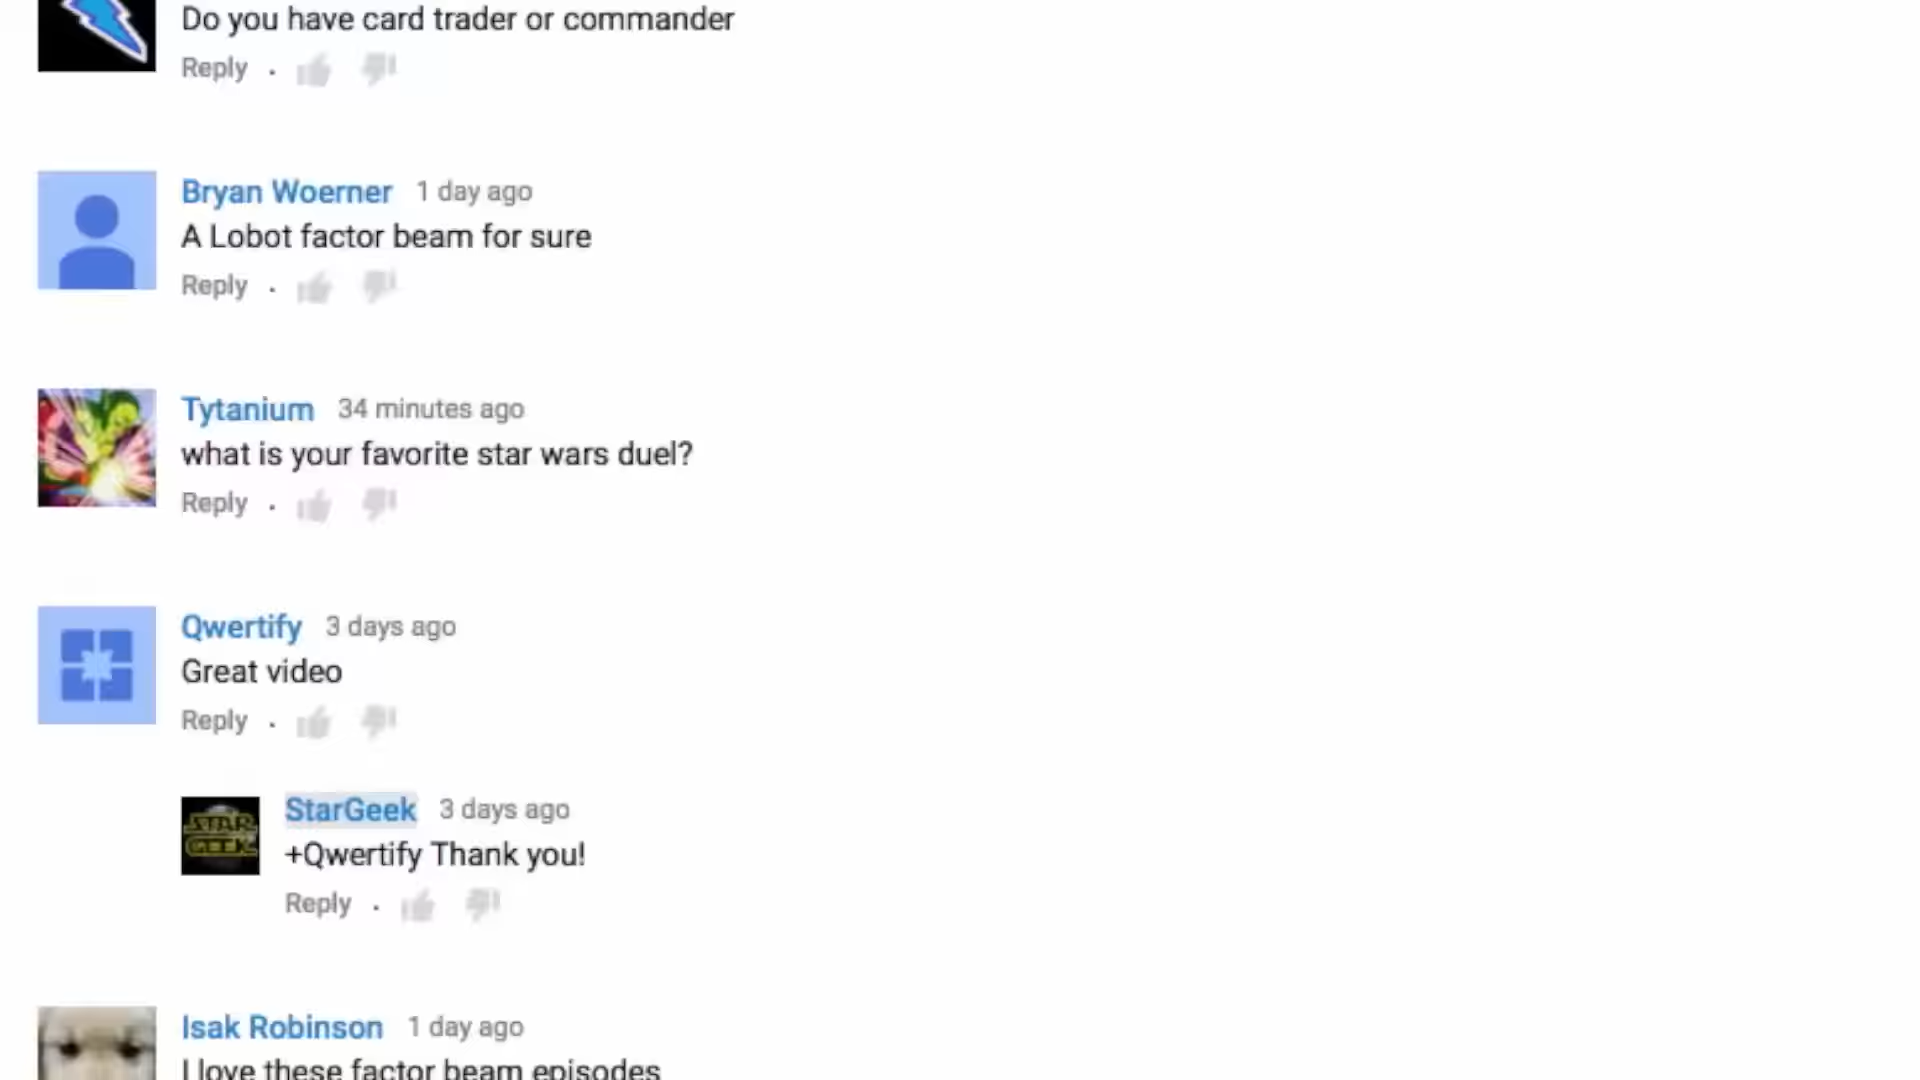 Do you have card trader or commander
Reply .
Bryan Woerner 1 day ago
A Lobot factor beam for sure
Reply .
Tytanium 34 minutes ago
what is your favorite star wars duel?
Reply .
Qwertify 3 days ago
Great video
Reply .
STAR
GEEK
StarGeek 3 days ago
+Qwertify Thank you!
Reply .
Isak Robinson 1 day ago
I love these factor beam episodes